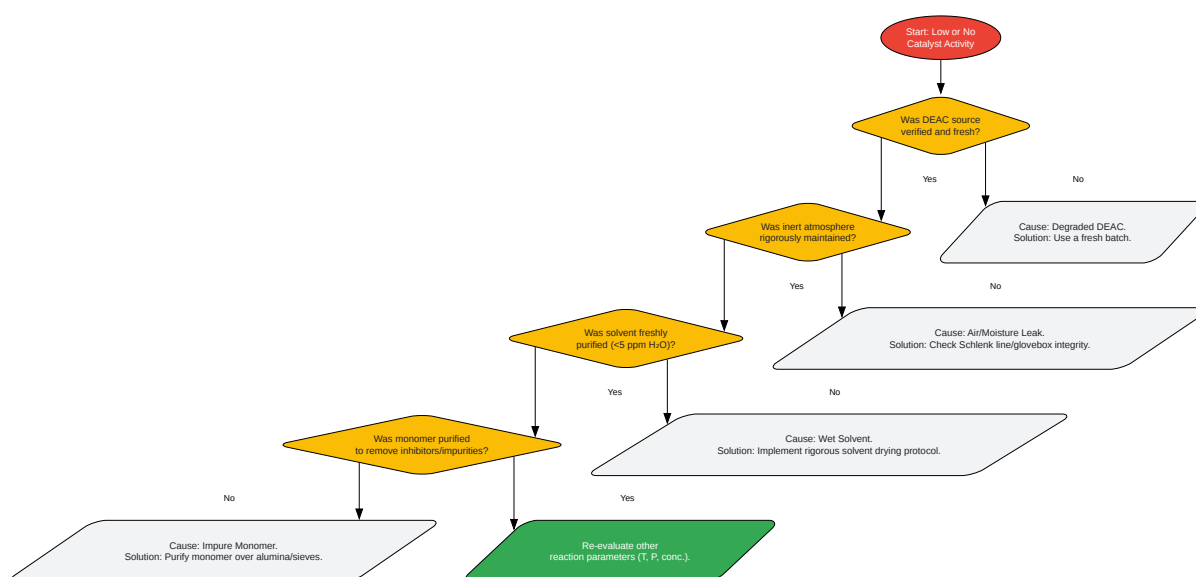 Start: Low or No
Catalyst Activity
Was DEAC source
verified and fresh?
Yes
No
Was inert atmosphere
rigorously maintained?
Cause: Degraded DEAC.
Solution: Use a fresh batch.
Yes
No
Was solvent freshly
purified (<5 ppm H₂O)?
Cause: Air/Moisture Leak.
Solution: Check Schlenk line/glovebox integrity.
Yes
No
Was monomer purified
to remove inhibitors/impurities?
Cause: Wet Solvent.
Solution: Implement rigorous solvent drying protocol.
No
Yes
Cause: Impure Monomer.
Solution: Purify monomer over alumina/sieves.
Re-evaluate other
reaction parameters (T, P, conc.).